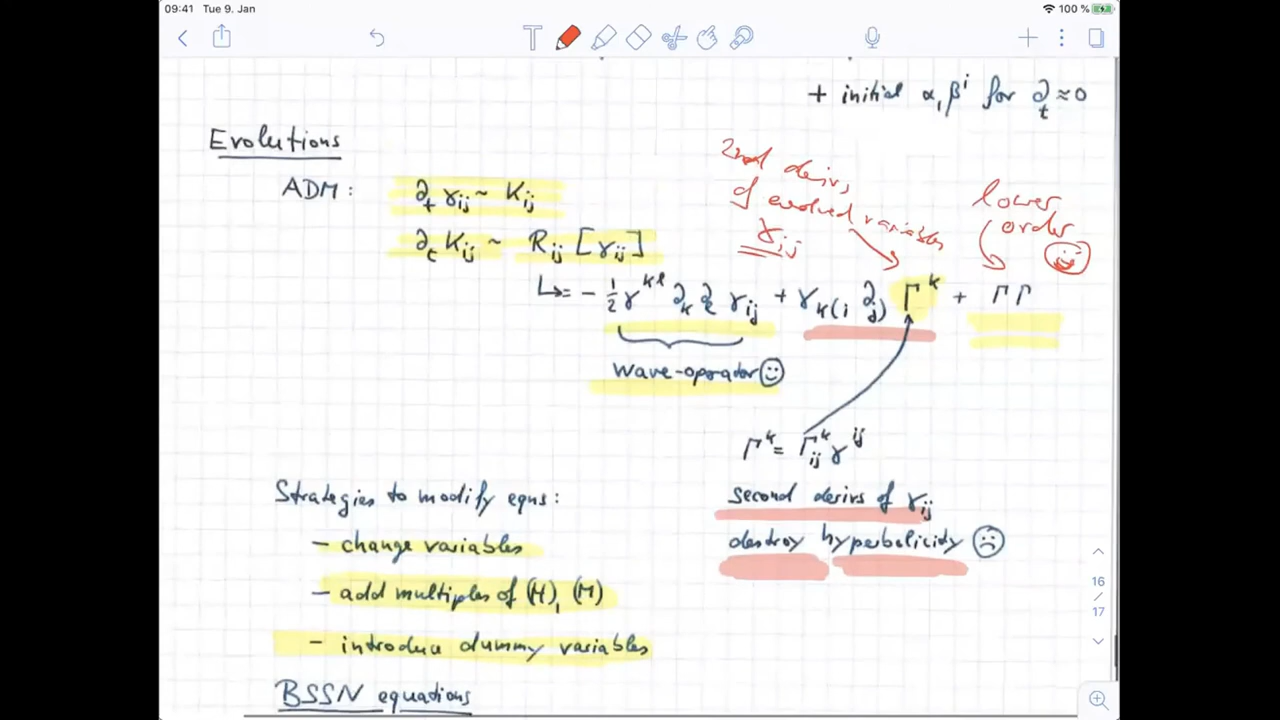 09:41 Tue 9. Jan
100 %
+ initial α, βⁱ for ∂_t ≈ 0
Evolutions
ADM: ∂_t γ_ij ~ K_ij
∂_t K_ij ~ R_ij [γ_ij]
2nd derivs,
of evolved variables
γ_ij
lower
order
↳ = - 1/2 γ^kl ∂_k ∂_l γ_ij + γ_k(i ∂_j) Γ^k + ΓΓ
wave-operador
Γ^k = Γ^k_ij γ^ij
Strategies to modify eqns:
- change variables
- add multiples of (H), (M)
- introduce dummy variables
second derivs of γ_ij
destroy hyperbolicity
BSSN equations
16
/
17